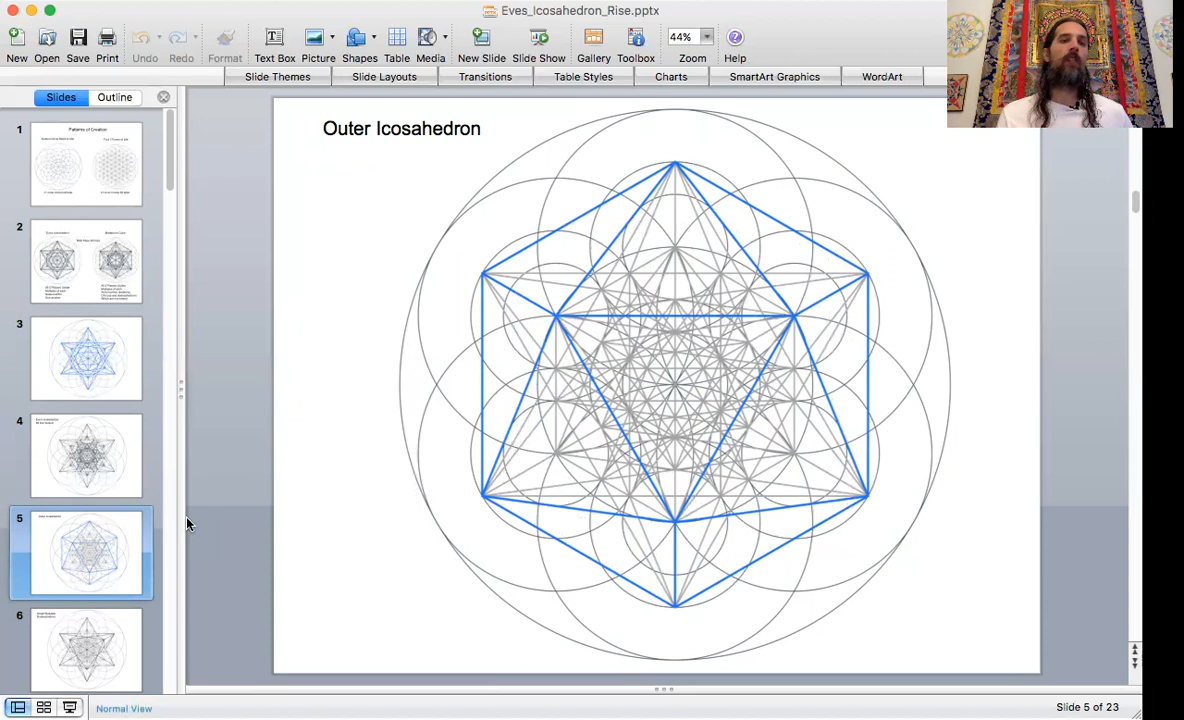 Eves_Icosahedron_Rise.pptx
New Open Save Print Undo Redo Format Text Box Picture Shapes Table Media New Slide Slide Show Gallery Toolbox Zoom Help
44%
Slide Themes Slide Layouts Transitions Table Styles Charts SmartArt Graphics WordArt
Slides Outline
1
Patterns of Creation
2
3
4
5
6
Outer Icosahedron
Normal View
Slide 5 of 23